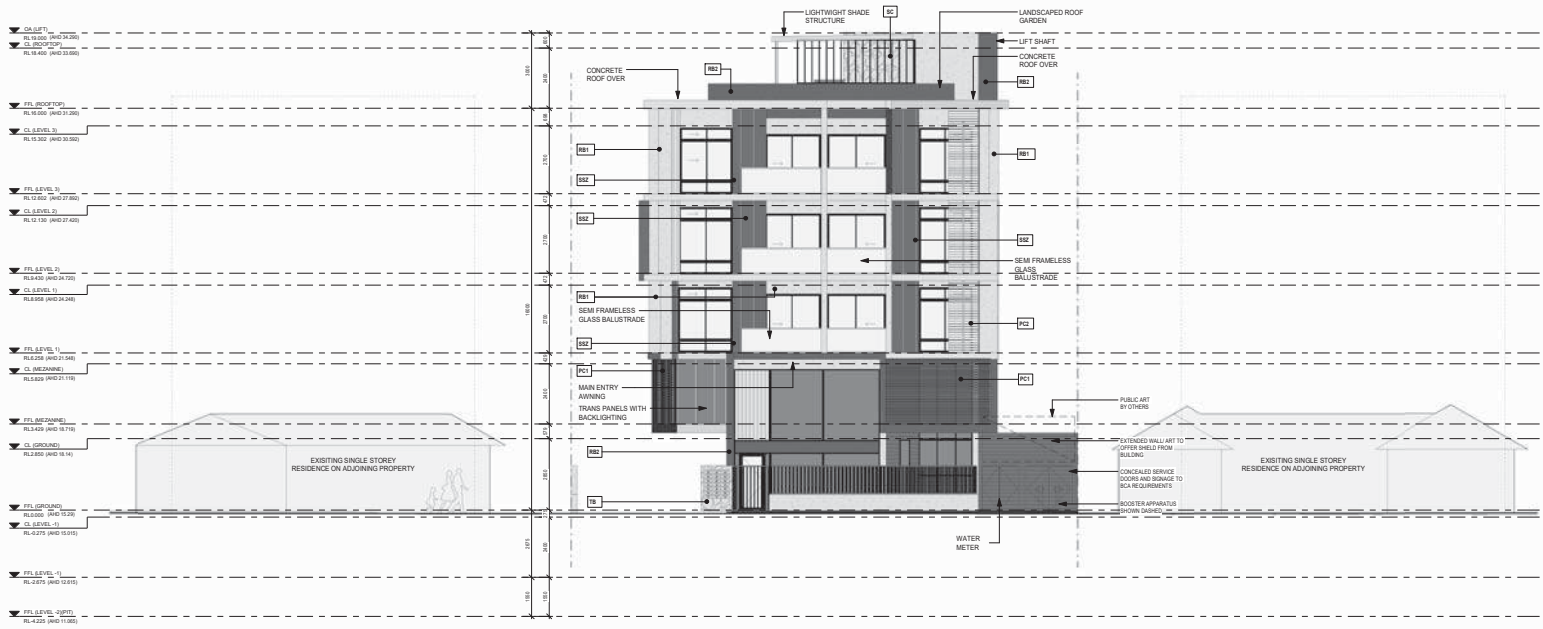 OA (LIFT)
RL19.000 (AHD 34.290)
CL (ROOFTOP)
RL18.400 (AHD 33.690)
FFL (ROOFTOP)
RL16.000 (AHD 31.290)
CL (LEVEL 3)
RL15.302 (AHD 30.592)
FFL (LEVEL 3)
RL12.602 (AHD 27.892)
CL (LEVEL 2)
RL12.130 (AHD 27.420)
FFL (LEVEL 2)
RL9.430 (AHD 24.720)
CL (LEVEL 1)
RL8.958 (AHD 24.248)
FFL (LEVEL 1)
RL6.258 (AHD 21.548)
CL (MEZANINE)
RL5.829 (AHD 21.119)
FFL (MEZANINE)
RL3.429 (AHD 18.719)
CL (GROUND)
RL2.850 (AHD 18.14)
FFL (GROUND)
RL0.000 (AHD 15.29)
CL (LEVEL -1)
RL-0.275 (AHD 15.015)
FFL (LEVEL -1)
RL-2.675 (AHD 12.615)
FFL (LEVEL -2)(PIT)
RL-4.225 (AHD 11.065)
EXISITING SINGLE STOREY
RESIDENCE ON ADJOINING PROPERTY
LIGHTWIGHT SHADE
STRUCTURE
SC
LANDSCAPED ROOF
GARDEN
LIFT SHAFT
CONCRETE
ROOF OVER
RB2
CONCRETE
ROOF OVER
RB2
RB1
RB1
SSZ
SSZ
SSZ
SEMI FRAMELESS
GLASS
BALUSTRADE
RB1
SEMI FRAMELESS
GLASS BALUSTRADE
PC2
SSZ
PC1
PC1
MAIN ENTRY
AWNING
TRANS PANELS WITH
BACKLIGHTING
PUBLIC ART
BY OTHERS
RB2
EXTENDED WALL/ ART TO
OFFER SHIELD FROM
BUILDING
CONCEALED SERVICE
DOORS AND SIGNAGE TO
BCA REQUIREMENTS
TB
BOOSTER APPARATUS
SHOWN DASHED
WATER
METER
EXISITING SINGLE STOREY
RESIDENCE ON ADJOINING PROPERTY